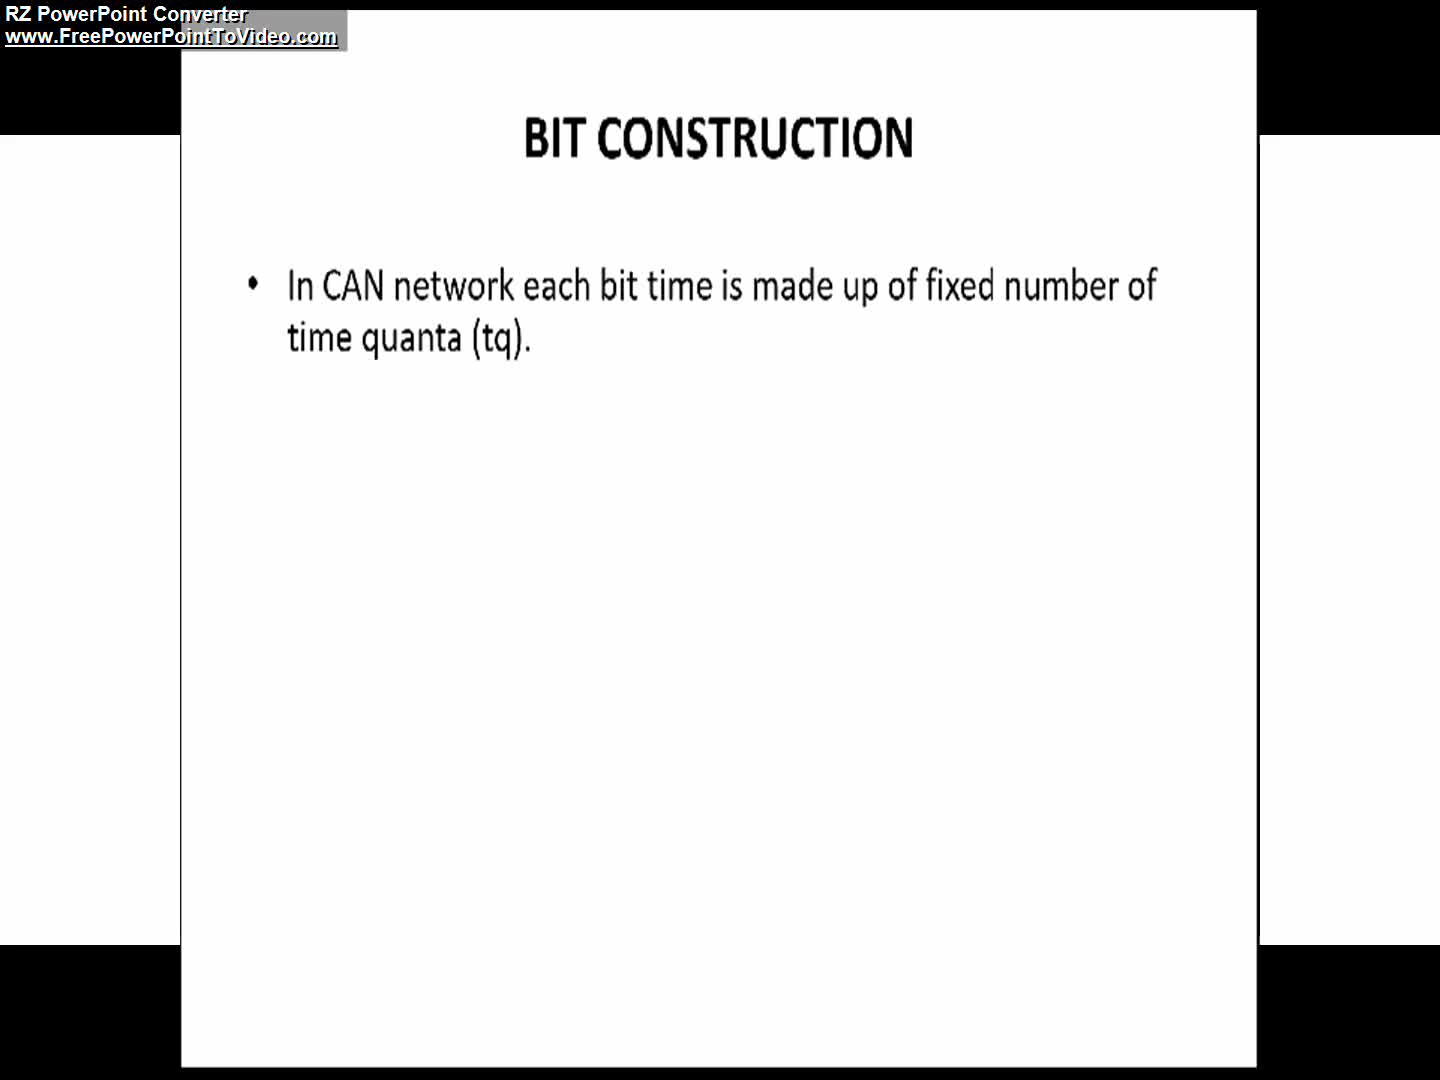 RZ PowerPoint Converter
www.FreePowerPointToVideo.com
BIT CONSTRUCTION
• In CAN network each bit time is made up of fixed number of
time quanta (tq).